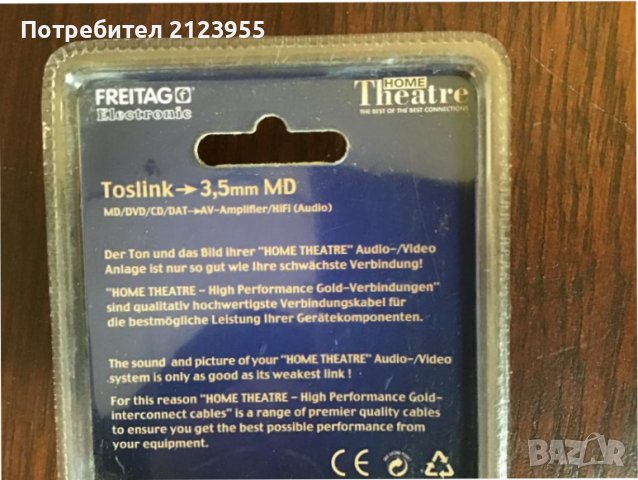 Потребител 2123955
FREITAG f
Electronic
HOME
Theatre
THE BEST OF THE BEST CONNECTIONS
Toslink→3,5mm MD
MD/DVD/CD/DAT→AV-Amplifier/HiFi (Audio)
Der Ton und das Bild Ihrer "HOME THEATRE" Audio-/Video
Anlage ist nur so gut wie Ihre schwächste Verbindung!
"HOME THEATRE - High Performance Gold-Verbindungen"
sind qualitativ hochwertigste Verbindungskabel für
die bestmögliche Leistung Ihrer Gerätekomponenten.
The sound and picture of your "HOME THEATRE" Audio-/Video
system is only as good as its weakest link !
For this reason "HOME THEATRE - High Performance Gold-
interconnect cables" is a range of premier quality cables
to ensure you get the best possible performance from
your equipment.
CE
BAZAR